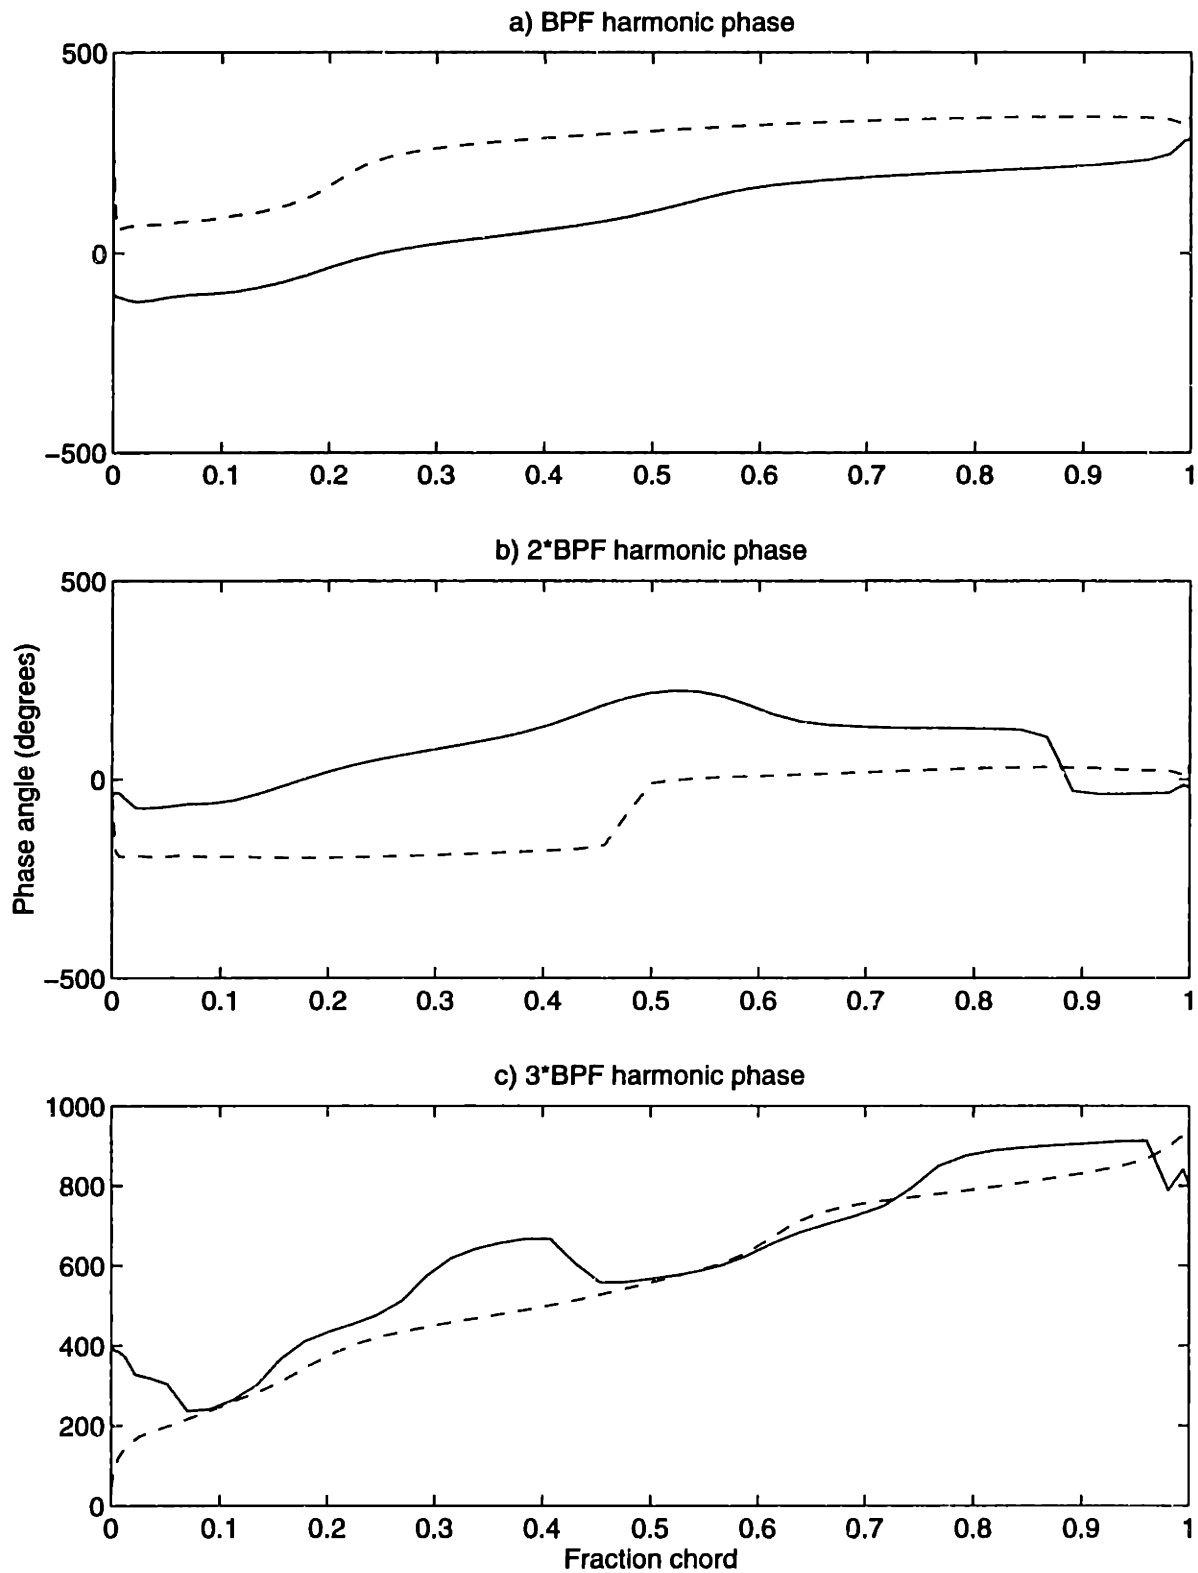 a) BPF harmonic phase
500
0
−500
0 0.1 0.2 0.3 0.4 0.5 0.6 0.7 0.8 0.9 1
b) 2*BPF harmonic phase
500
0
−500
0 0.1 0.2 0.3 0.4 0.5 0.6 0.7 0.8 0.9 1
Phase angle (degrees)
c) 3*BPF harmonic phase
1000
800
600
400
200
0
0 0.1 0.2 0.3 0.4 0.5 0.6 0.7 0.8 0.9 1
Fraction chord